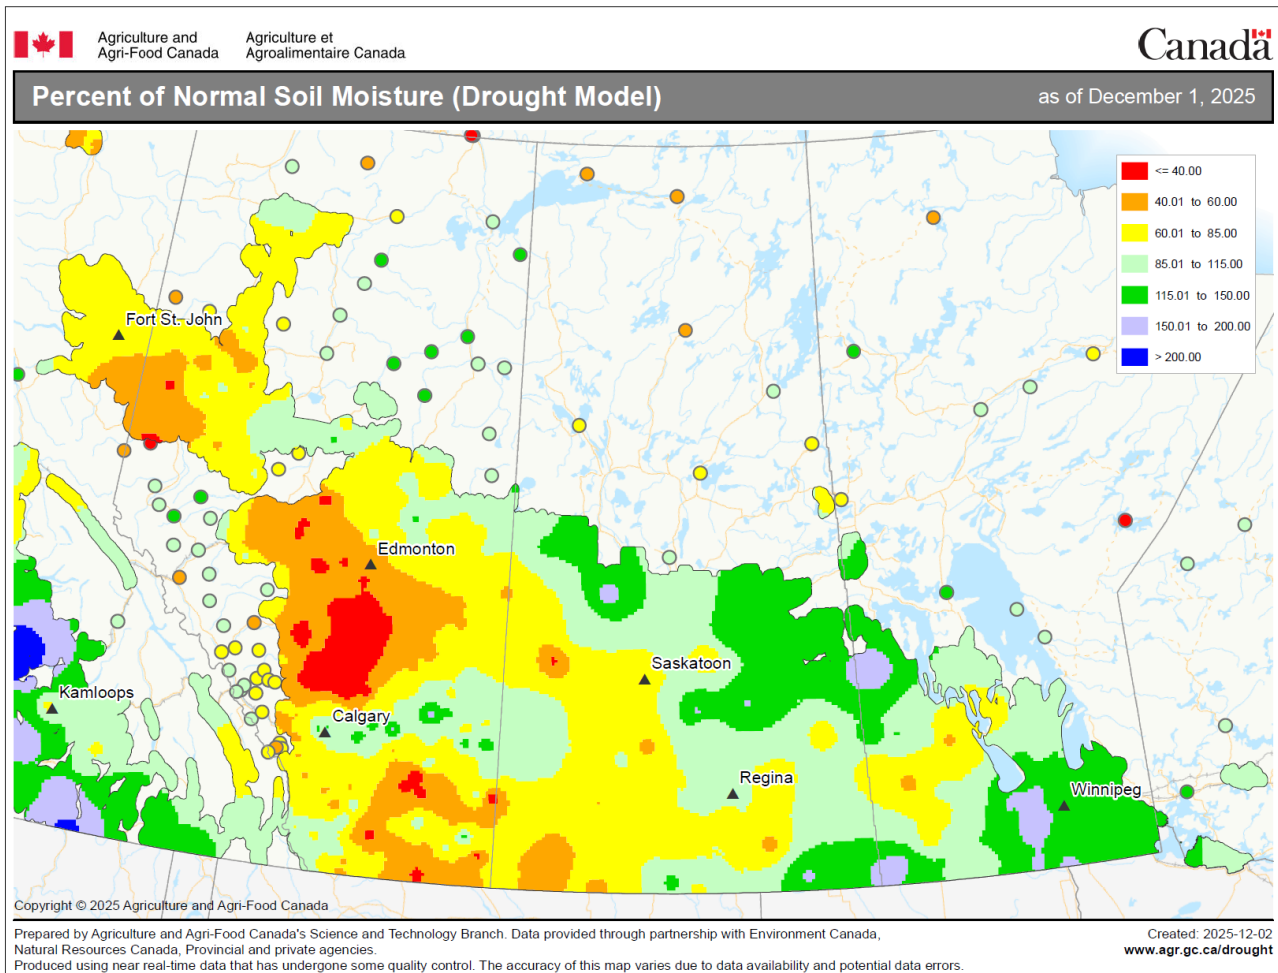 Agriculture and
Agri-Food Canada
Agriculture et
Agroalimentaire Canada
Canada
Percent of Normal Soil Moisture (Drought Model)
as of December 1, 2025
<= 40.00
40.01 to 60.00
60.01 to 85.00
85.01 to 115.00
115.01 to 150.00
150.01 to 200.00
> 200.00
Fort St. John
Edmonton
Saskatoon
Kamloops
Calgary
Regina
Winnipeg
Copyright © 2025 Agriculture and Agri-Food Canada
Prepared by Agriculture and Agri-Food Canada's Science and Technology Branch. Data provided through partnership with Environment Canada,
Natural Resources Canada, Provincial and private agencies.
Produced using near real-time data that has undergone some quality control. The accuracy of this map varies due to data availability and potential data errors.
Created: 2025-12-02
www.agr.gc.ca/drought